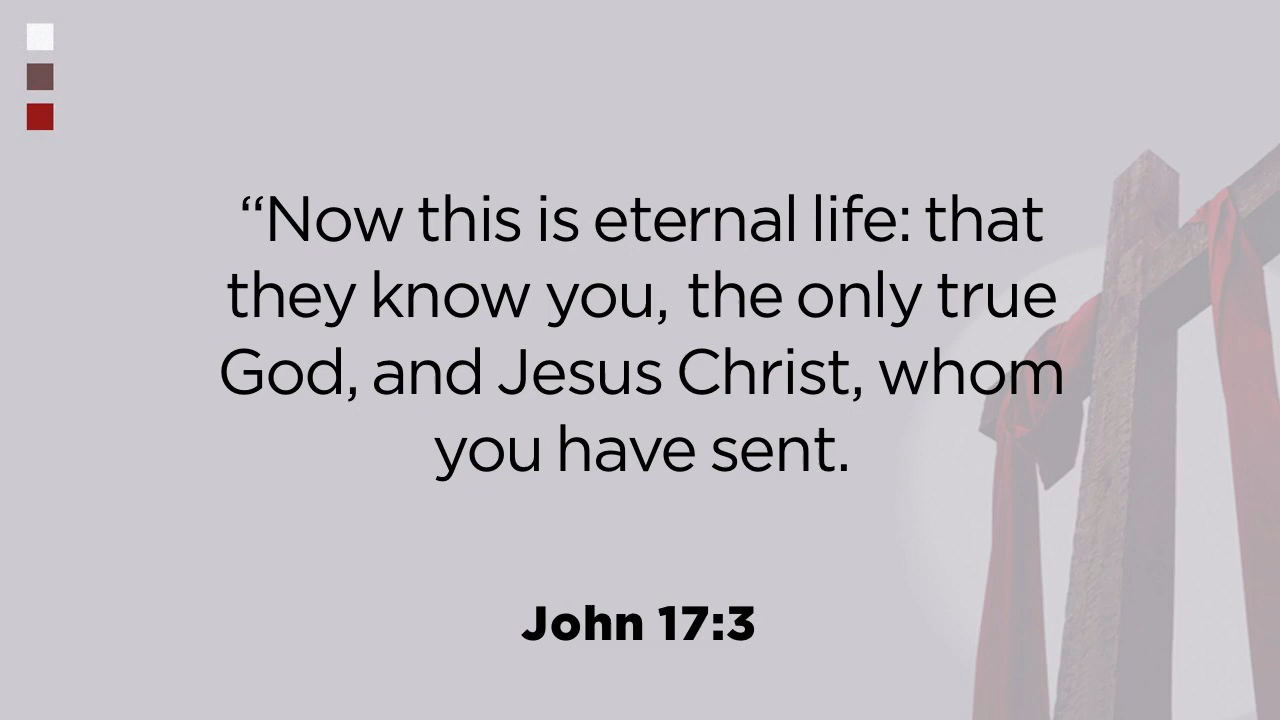 “Now this is eternal life: that
they know you, the only true
God, and Jesus Christ, whom
you have sent.
John 17:3